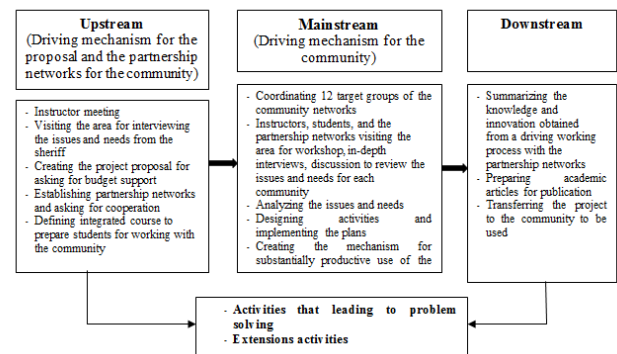 Upstream
(Driving mechanism for the
proposal and the partnership
networks for the community)
Mainstream
(Driving mechanism for the
community)
Downstream
- Instructor meeting
- Visiting the area for interviewing
the issues and needs from the
sheriff
- Creating the project proposal for
asking for budget support
- Establishing partnership networks
and asking for cooperation
- Defining integrated course to
prepare students for working with
the community
- Coordinating 12 target groups of the
community networks
- Instructors, students, and the
partnership networks visiting the
area for workshop, in-depth
interviews, discussion to review the
issues and needs for each
community
- Analyzing the issues and needs
- Designing activities and
implementing the plans
- Creating the mechanism for
substantially productive use of the
- Summarizing the
knowledge and
innovation obtained
from a driving working
process with the
partnership networks
- Preparing academic
articles for publication
- Transferring the project
to the community to be
used
- Activities that leading to problem
solving
- Extensions activities